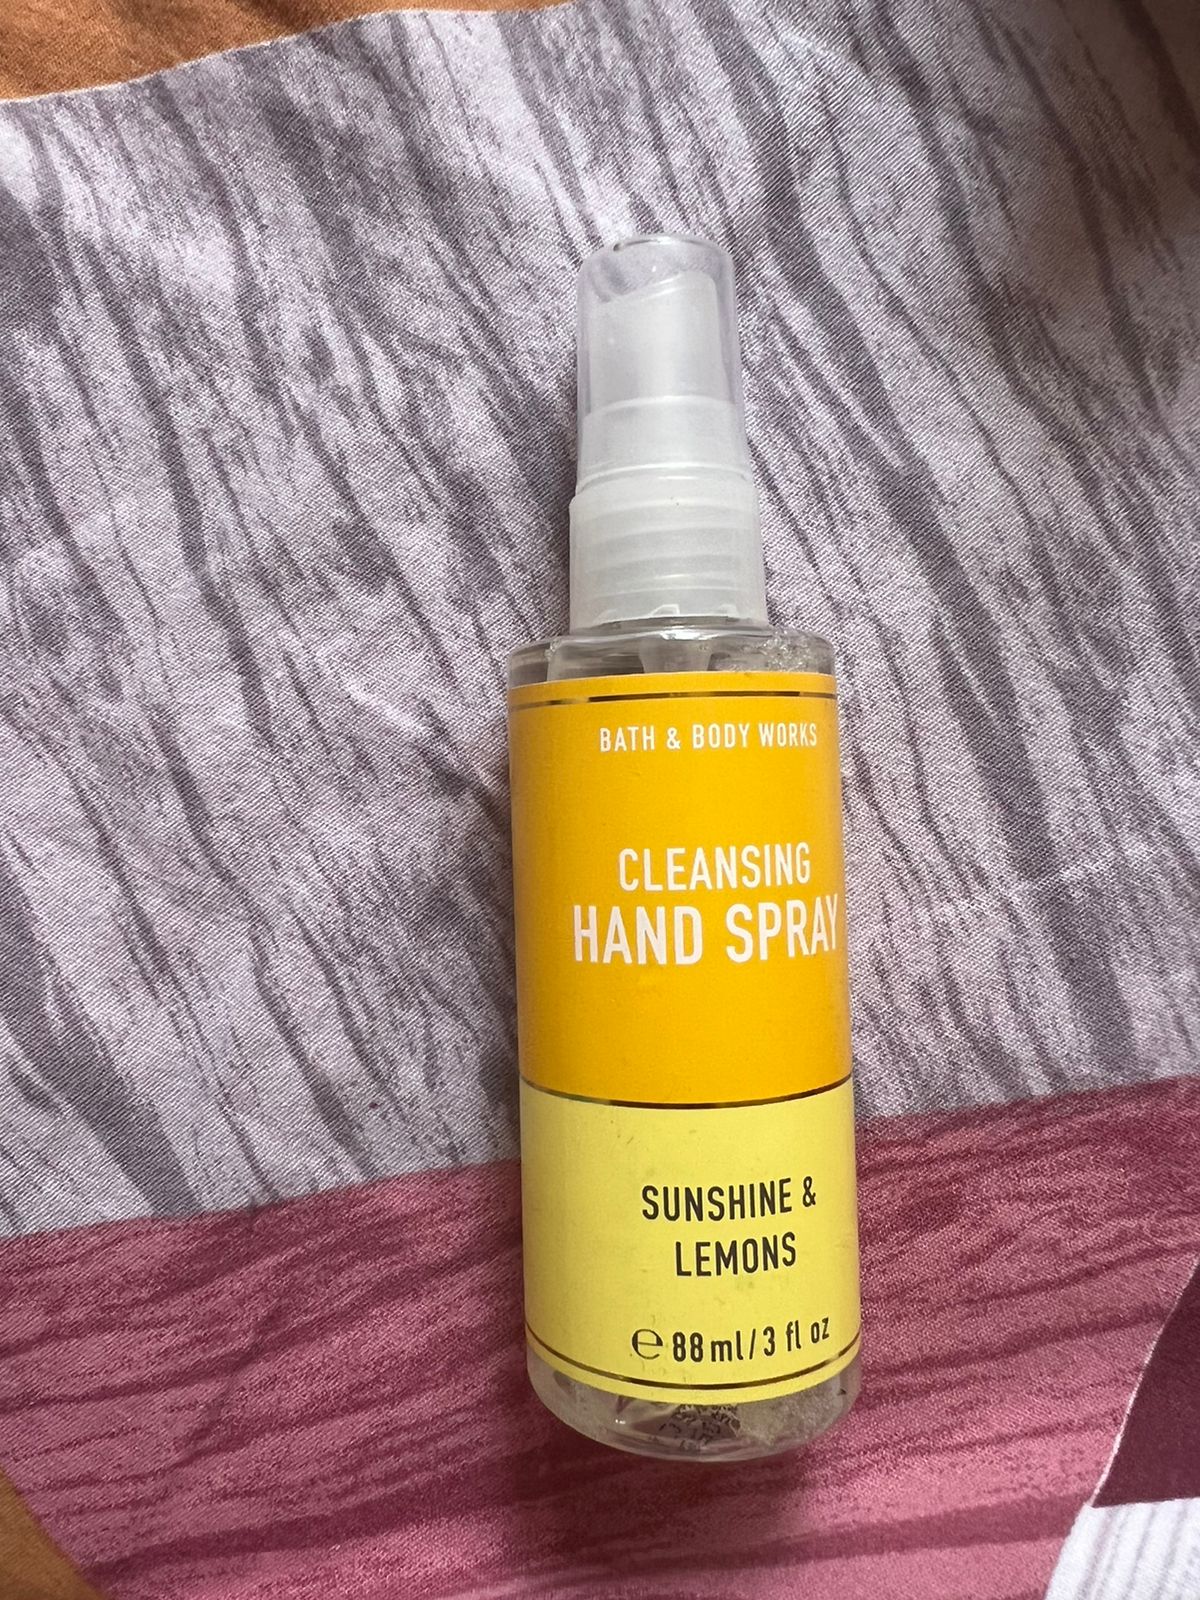 BATH & BODY WORKS
CLEANSING
HAND SPRAY
SUNSHINE &
LEMONS
℮ 88 ml / 3 fl oz